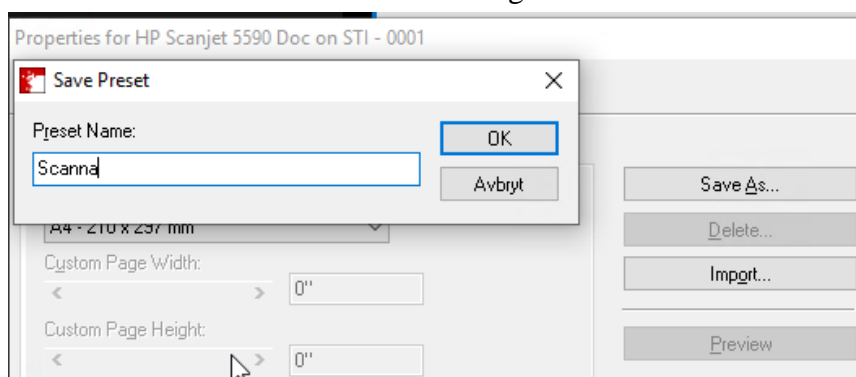 Properties for HP Scanjet 5590 Doc on STI - 0001
Save Preset
Preset Name:
Scanna
OK
Avbryt
A4 - 210 x 297 mm
Custom Page Width:
0"
Custom Page Height:
0"
Save As...
Delete...
Import...
Preview